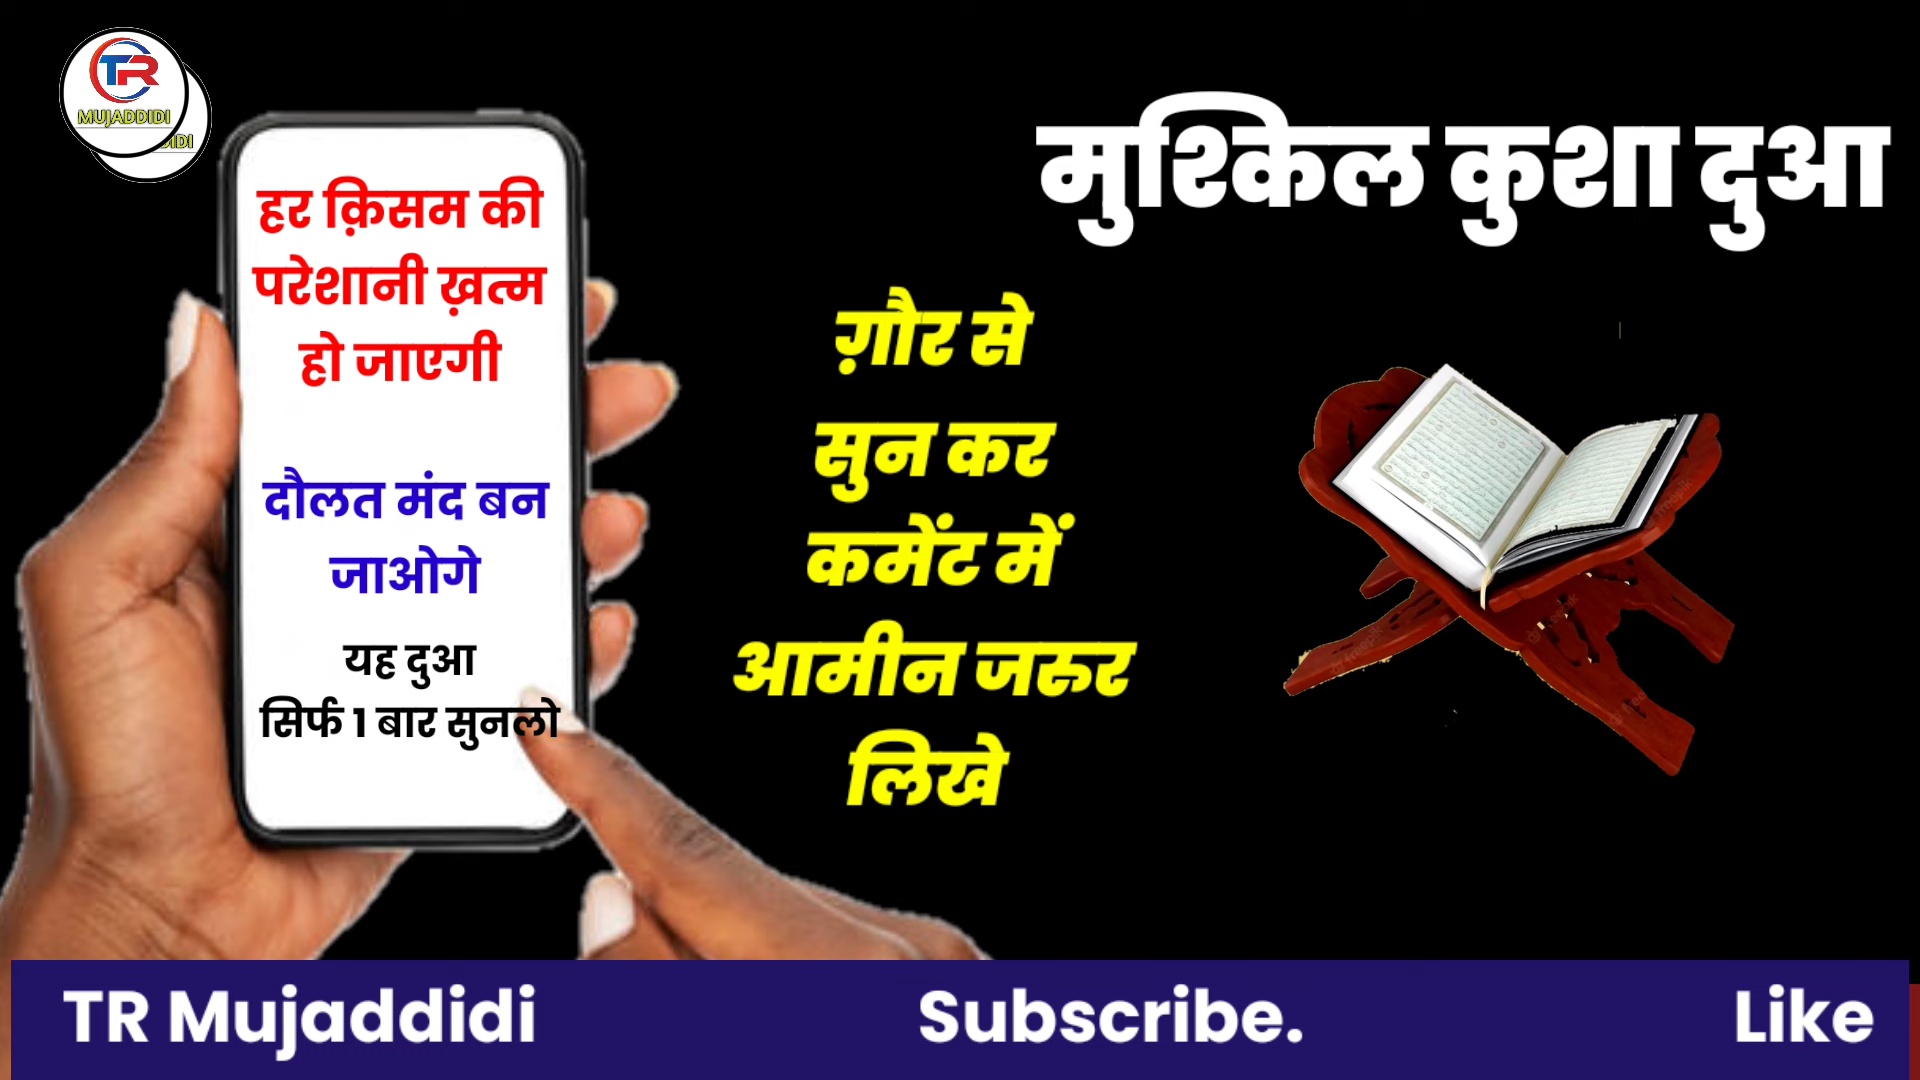 TR
MUJADDIDI
DIDI
मुश्किल कुशा दुआ
हर क़िसम की
परेशानी ख़त्म
हो जाएगी
दौलत मंद बन
जाओगे
यह दुआ
सिर्फ 1 बार सुनलो
ग़ौर से
सुन कर
कमेंट में
आमीन जरुर
लिखे
TR Mujaddidi
Subscribe.
Like